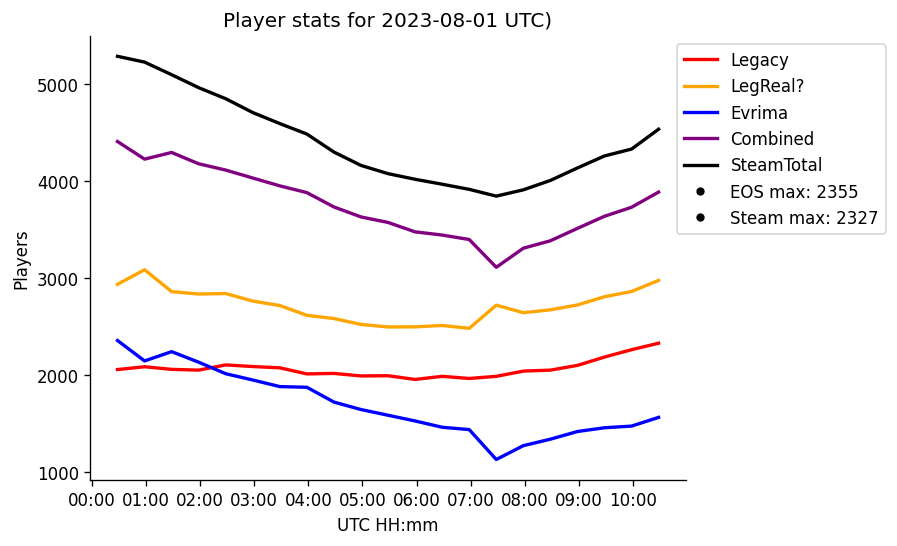 Player stats for 2023-08-01 UTC)
Legacy
LegReal?
Evrima
Combined
SteamTotal
EOS max: 2355
Steam max: 2327
Players
5000
4000
3000
2000
1000
00:00 01:00 02:00 03:00 04:00 05:00 06:00 07:00 08:00 09:00 10:00
UTC HH:mm